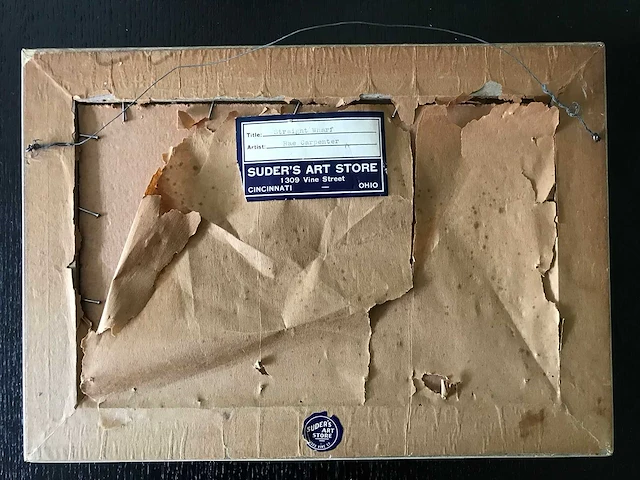 Title: Straight Wharf
Artist: Rae Carpenter
SUDER'S ART STORE
1309 Vine Street
CINCINNATI — OHIO
SUDER'S
ART
STORE